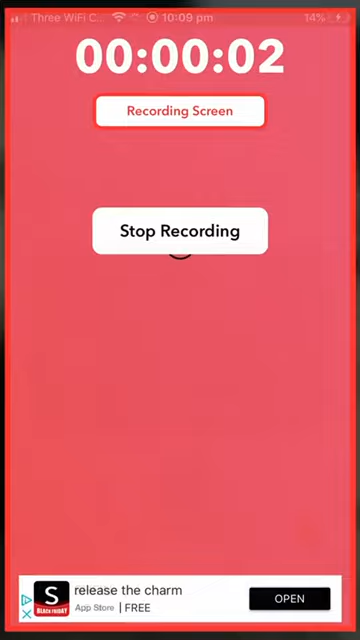 Three WiFi C... 10:09 pm 14%
00:00:02
Recording Screen
Stop Recording
release the charm
App Store | FREE
OPEN
S
BLACK FRIDAY